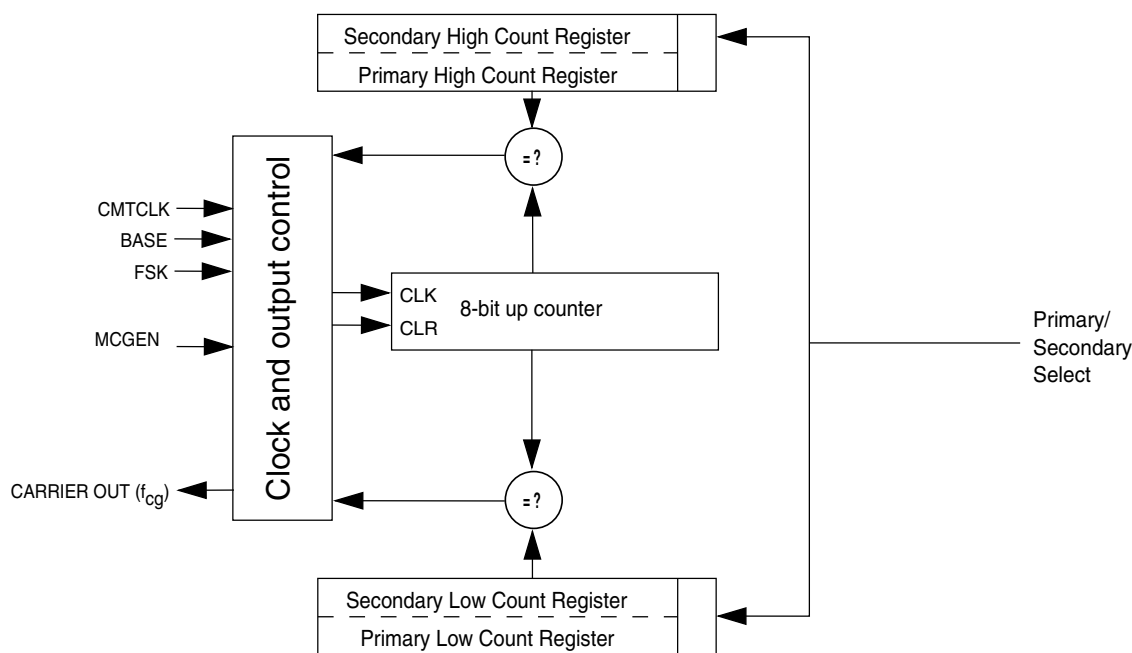 Secondary High Count Register
Primary High Count Register
= ?
Clock and output control
CMTCLK
BASE
FSK
MCGEN
CARRIER OUT (fcg)
CLK
CLR
8-bit up counter
Primary/
Secondary
Select
= ?
Secondary Low Count Register
Primary Low Count Register